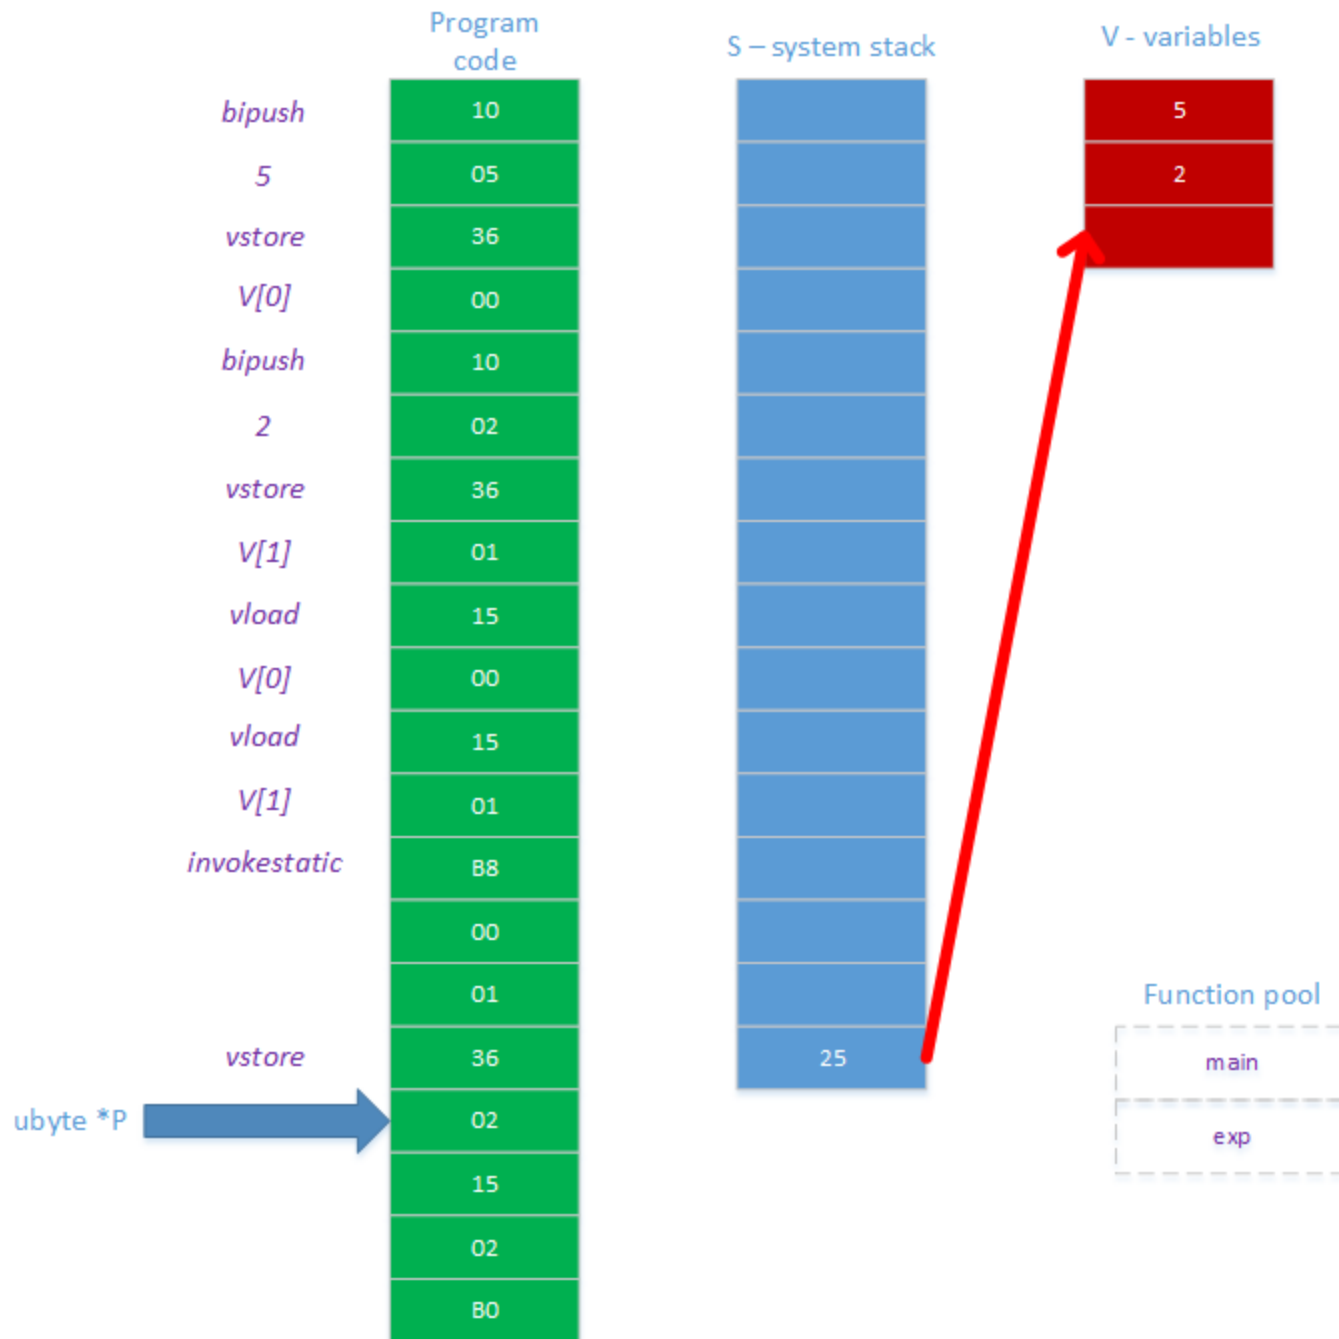 Program
code
S – system stack
V - variables
bipush 10 5
5 05 2
vstore 36
V[0] 00
bipush 10
2 02
vstore 36
V[1] 01
vload 15
V[0] 00
vload 15
V[1] 01
invokestatic B8
00
01
Function pool
vstore 36 25 main
ubyte *P 02 exp
15
02
B0